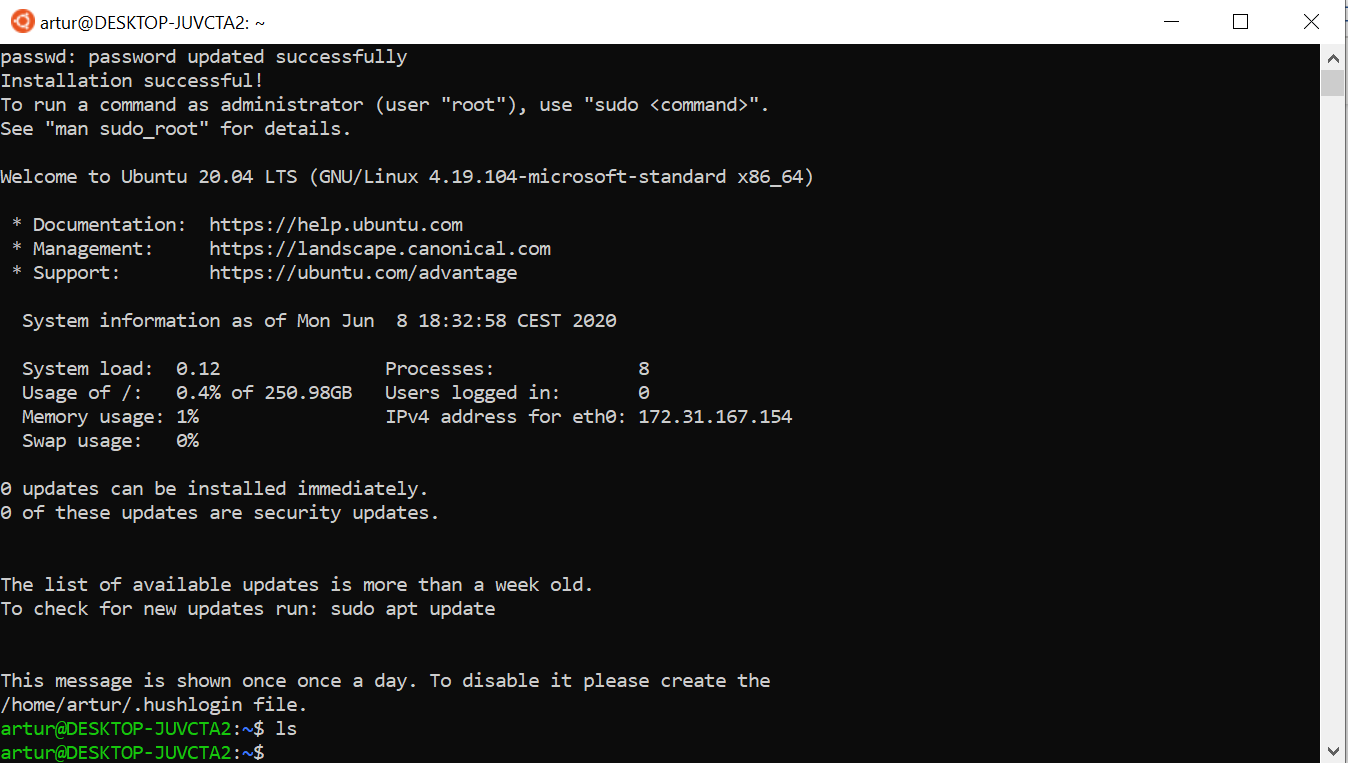 artur@DESKTOP-JUVCTA2: ~
passwd: password updated successfully
Installation successful!
To run a command as administrator (user "root"), use "sudo <command>".
See "man sudo_root" for details.

Welcome to Ubuntu 20.04 LTS (GNU/Linux 4.19.104-microsoft-standard x86_64)

 * Documentation:  https://help.ubuntu.com
 * Management:     https://landscape.canonical.com
 * Support:        https://ubuntu.com/advantage

  System information as of Mon Jun  8 18:32:58 CEST 2020

  System load:  0.12               Processes:             8
  Usage of /:   0.4% of 250.98GB   Users logged in:       0
  Memory usage: 1%                 IPv4 address for eth0: 172.31.167.154
  Swap usage:   0%

0 updates can be installed immediately.
0 of these updates are security updates.


The list of available updates is more than a week old.
To check for new updates run: sudo apt update


This message is shown once once a day. To disable it please create the
/home/artur/.hushlogin file.
artur@DESKTOP-JUVCTA2:~$ ls
artur@DESKTOP-JUVCTA2:~$